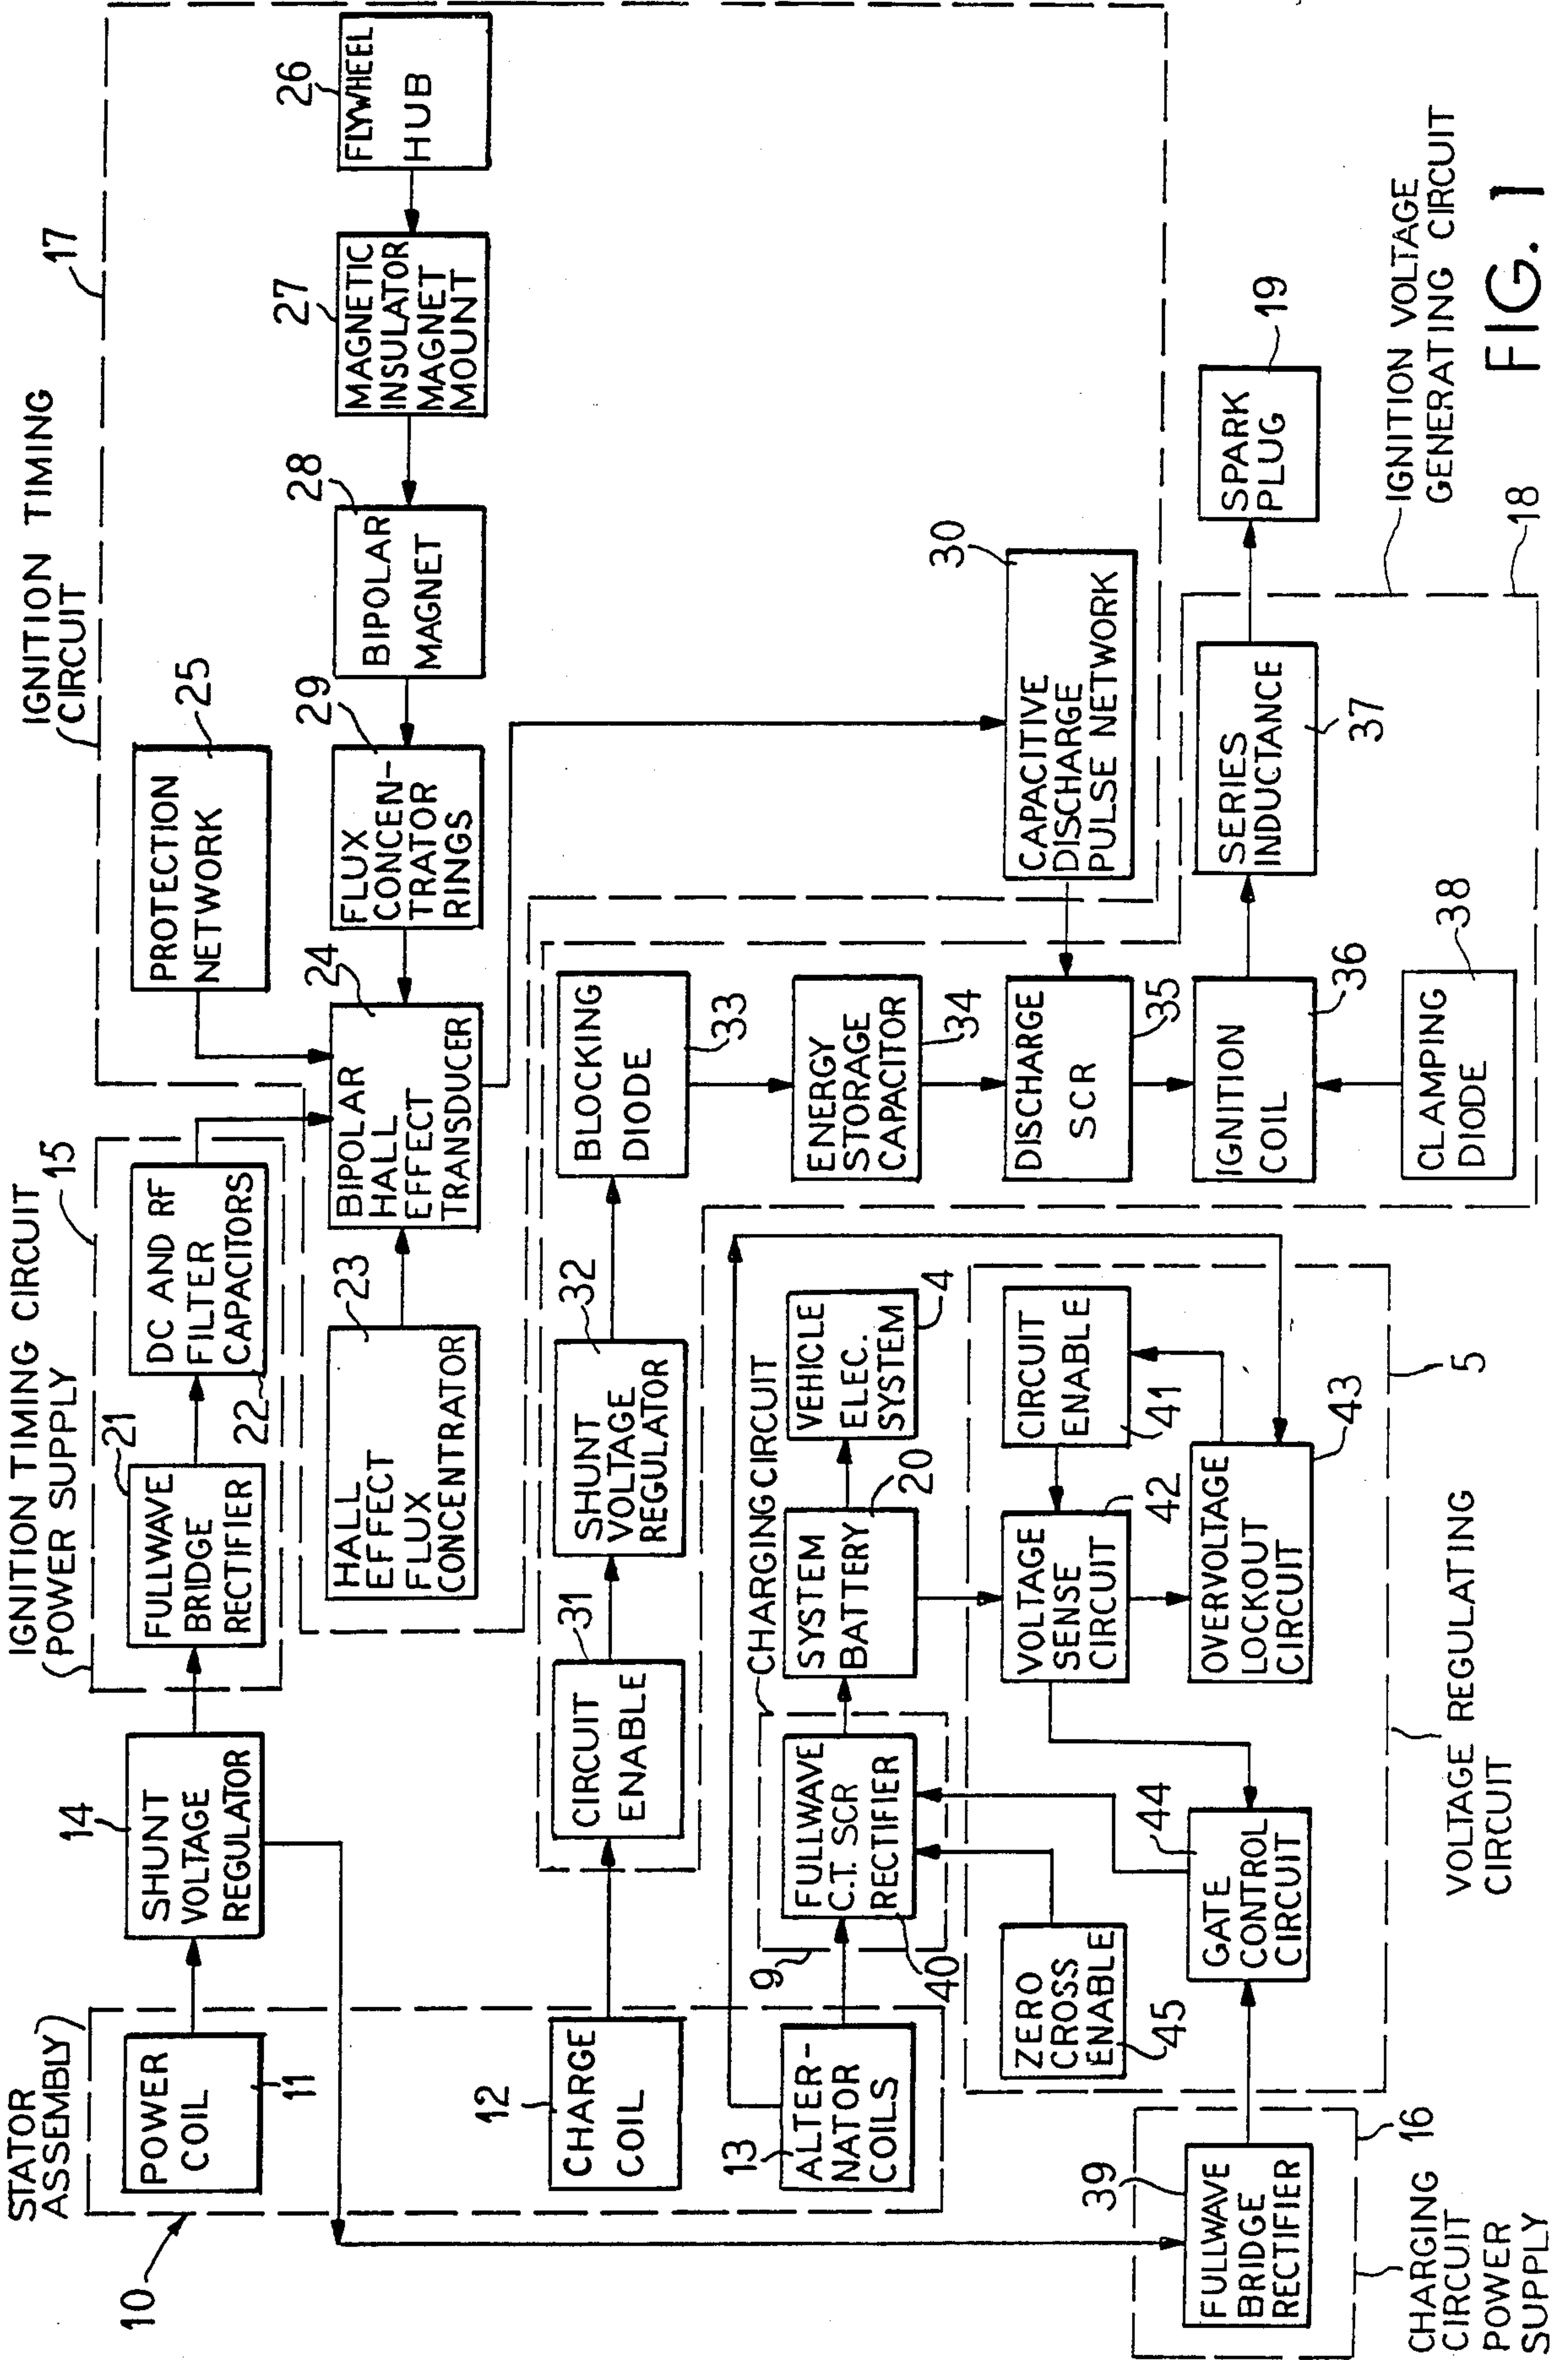 STATOR
ASSEMBLY
10
POWER
COIL
11
14
SHUNT
VOLTAGE
REGULATOR
IGNITION TIMING CIRCUIT
POWER SUPPLY
15
21
FULLWAVE
BRIDGE
RECTIFIER
DC AND RF
FILTER
CAPACITORS
22
IGNITION TIMING
CIRCUIT
17
PROTECTION
NETWORK
25
23
HALL
EFFECT
FLUX
CONCENTRATOR
24
BIPOLAR
HALL
EFFECT
TRANSDUCER
29
FLUX
CONCEN-
TRATOR
RINGS
28
BIPOLAR
MAGNET
27
MAGNETIC
INSULATOR
MAGNET
MOUNT
26
FLYWHEEL
HUB
12
CHARGE
COIL
31
CIRCUIT
ENABLE
32
SHUNT
VOLTAGE
REGULATOR
BLOCKING
DIODE
33
ENERGY
STORAGE
CAPACITOR
34
30
CAPACITIVE
DISCHARGE
PULSE NETWORK
DISCHARGE
SCR
35
IGNITION
COIL
36
SERIES
INDUCTANCE
37
SPARK
PLUG
19
CLAMPING
DIODE
38
IGNITION VOLTAGE
GENERATING CIRCUIT
18
13
ALTER-
NATOR
COILS
CHARGING CIRCUIT
9
FULLWAVE
C.T. SCR
RECTIFIER
40
SYSTEM
BATTERY
20
VEHICLE
ELEC.
SYSTEM
4
ZERO
CROSS
ENABLE
45
VOLTAGE
SENSE
CIRCUIT
42
CIRCUIT
ENABLE
41
44
GATE
CONTROL
CIRCUIT
OVERVOLTAGE
LOCKOUT
CIRCUIT
43
5
VOLTAGE REGULATING
CIRCUIT
39
FULLWAVE
BRIDGE
RECTIFIER
16
CHARGING
CIRCUIT
POWER
SUPPLY
FIG. 1